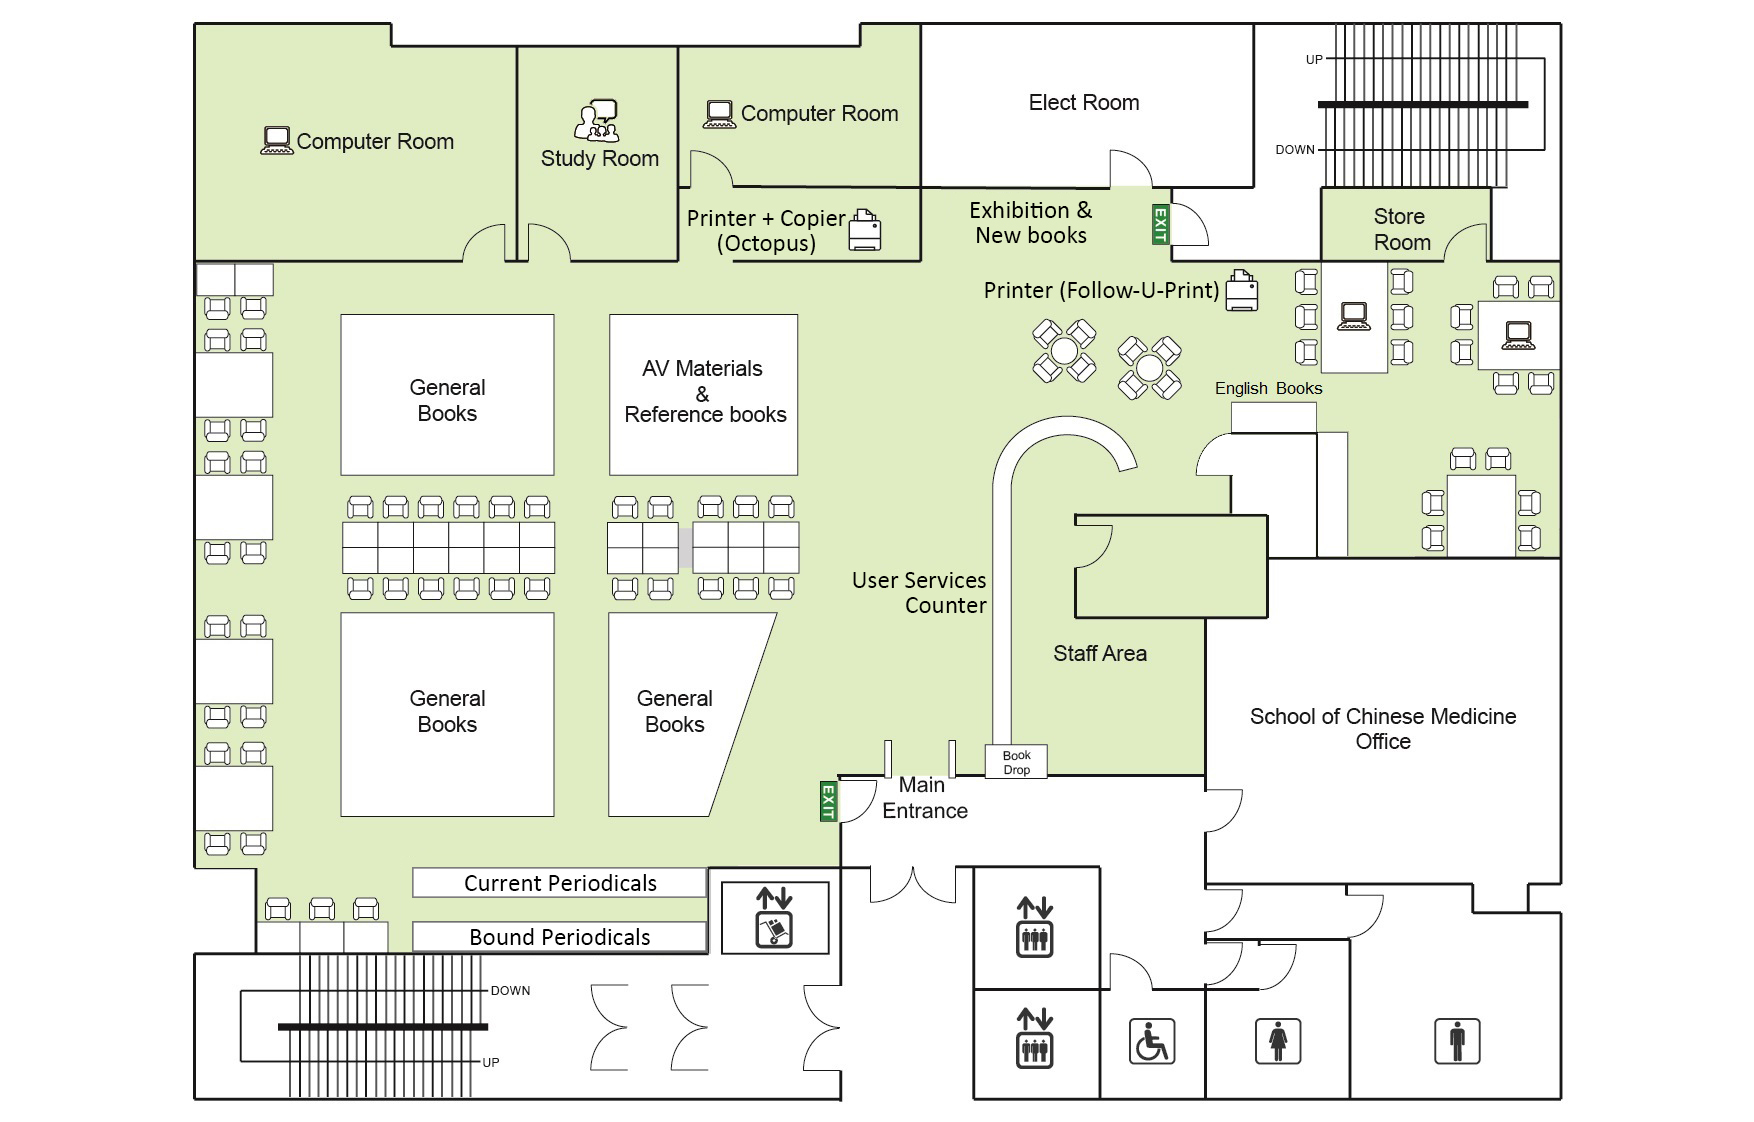 UP
DOWN
Computer Room
Study Room
Computer Room
Elect Room
Printer + Copier
(Octopus)
Exhibition &
New books
EXIT
Store
Room
Printer (Follow-U-Print)
General
Books
AV Materials
&
Reference books
English Books
User Services
Counter
Staff Area
General
Books
General
Books
School of Chinese Medicine
Office
Book
Drop
Main
Entrance
EXIT
Current Periodicals
Bound Periodicals
DOWN
UP